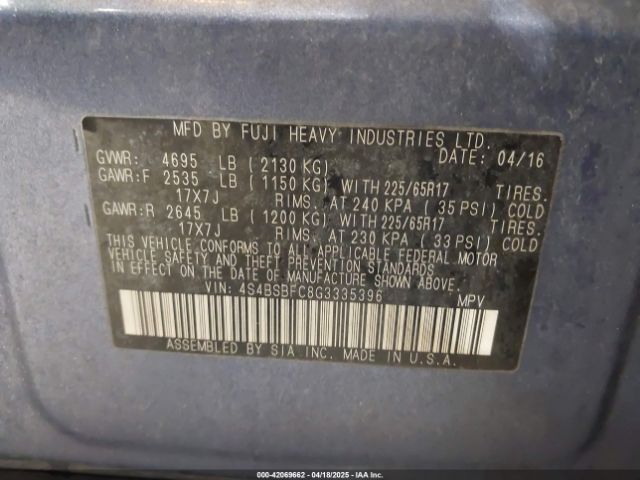 MFD BY FUJI HEAVY INDUSTRIES LTD.
GVWR: 4695 LB (2130 KG) DATE: 04/16
GAWR:F 2535 LB (1150 KG) WITH 225/65R17 TIRES.
17X7J RIMS, AT 240 KPA (35 PSI) COLD
GAWR:R 2645 LB (1200 KG) WITH 225/65R17 TIRES.
17X7J RIMS, AT 230 KPA (33 PSI) COLD
THIS VEHICLE CONFORMS TO ALL APPLICABLE FEDERAL MOTOR
VEHICLE SAFETY AND THEFT PREVENTION STANDARDS
IN EFFECT ON THE DATE OF MANUFACTURE SHOWN ABOVE.
VIN: 4S4BSBFC8G3335396 MPV
ASSEMBLED BY SIA INC. MADE IN U.S.A.
000-42069662 / 04/18/2025 / IAAI.COM